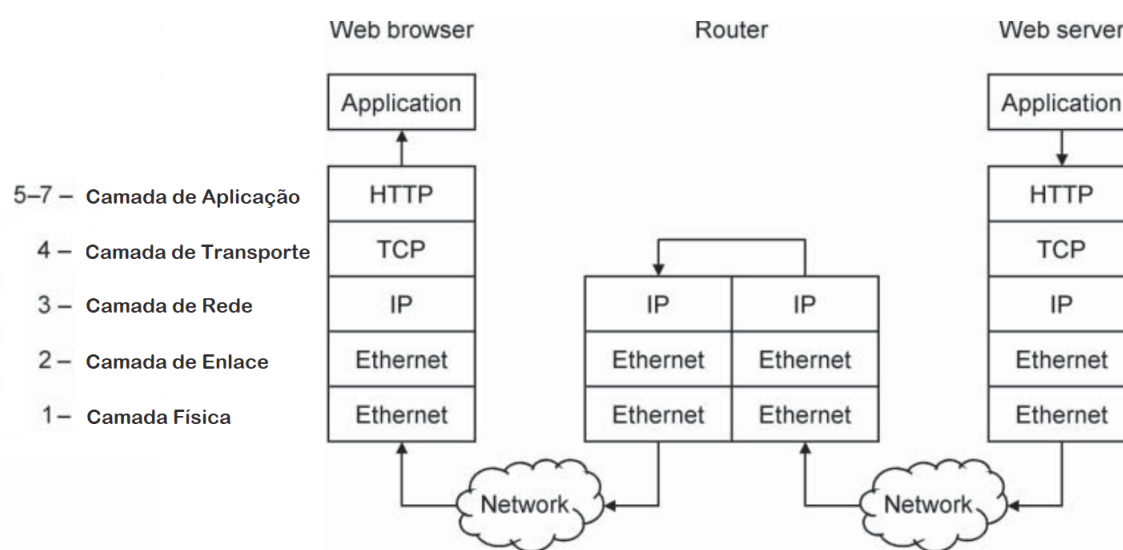 Web browser Router Web server
Application Application
5–7 – Camada de Aplicação HTTP HTTP
4 – Camada de Transporte TCP TCP
3 – Camada de Rede IP IP IP IP
2 – Camada de Enlace Ethernet Ethernet Ethernet Ethernet
1 – Camada Física Ethernet Ethernet Ethernet Ethernet
Network Network